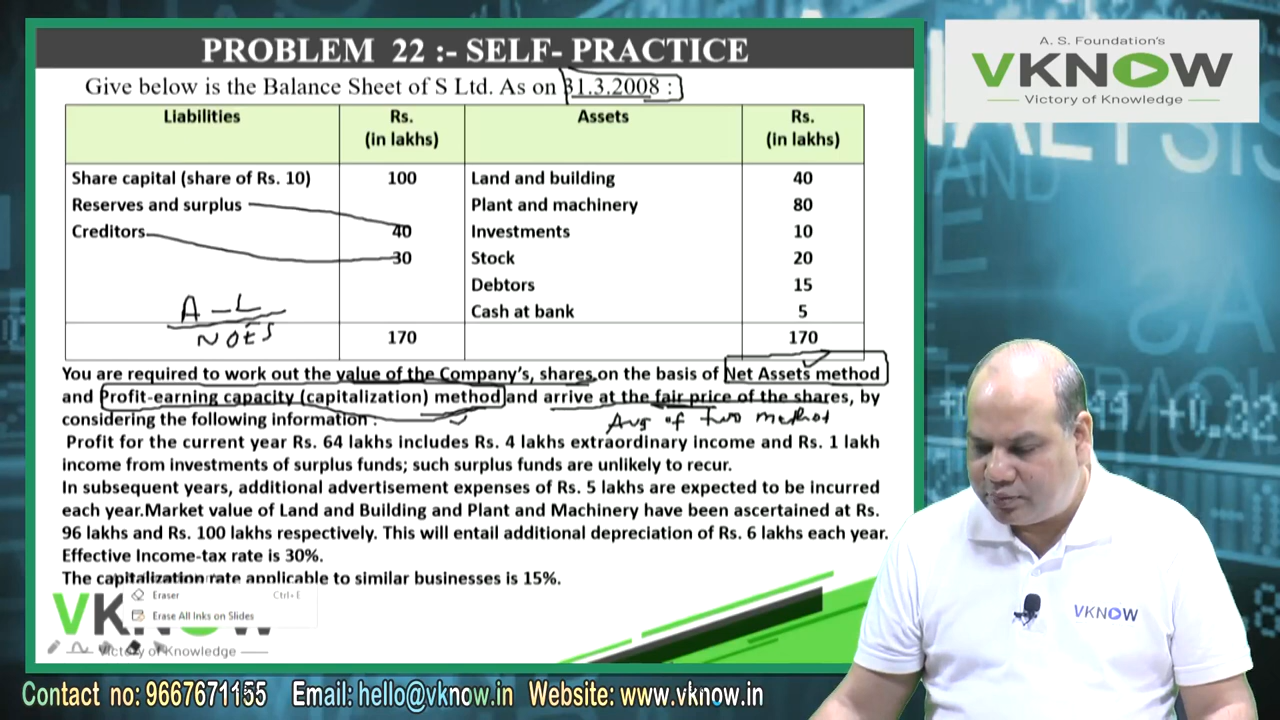 PROBLEM 22 :- SELF- PRACTICE
A. S. Foundation's
VKNOW
Victory of Knowledge
Give below is the Balance Sheet of S Ltd. As on 31.3.2008 :
Liabilities Rs. (in lakhs) Assets Rs. (in lakhs)
Share capital (share of Rs. 10) 100 Land and building 40
Reserves and surplus Plant and machinery 80
Creditors 40 Investments 10
30 Stock 20
Debtors 15
A - L Cash at bank 5
NOES
170 170
You are required to work out the value of the Company's, shares on the basis of Net Assets method
and Profit-earning capacity (capitalization) method and arrive at the fair price of the shares, by
considering the following information :
Avg of two method
Profit for the current year Rs. 64 lakhs includes Rs. 4 lakhs extraordinary income and Rs. 1 lakh
income from investments of surplus funds; such surplus funds are unlikely to recur.
In subsequent years, additional advertisement expenses of Rs. 5 lakhs are expected to be incurred
each year.Market value of Land and Building and Plant and Machinery have been ascertained at Rs.
96 lakhs and Rs. 100 lakhs respectively. This will entail additional depreciation of Rs. 6 lakhs each year.
Effective Income-tax rate is 30%.
The capitalization rate applicable to similar businesses is 15%.
Eraser Ctrl+E
Erase All Inks on Slides
VK
Victory of Knowledge
VKNOW
Contact no: 9667671155 Email: hello@vknow.in Website: www.vknow.in